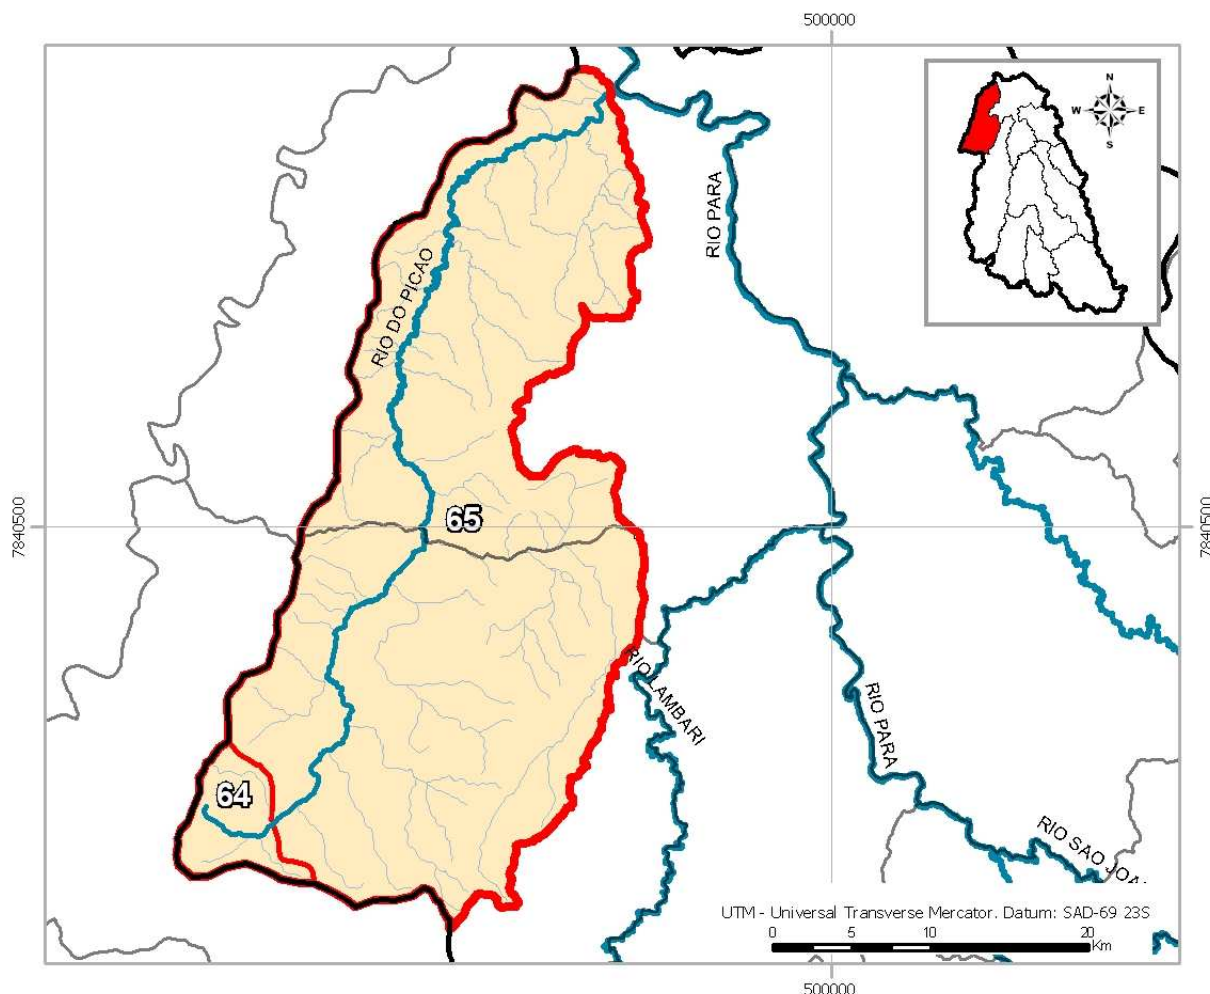 500000
N
W E
S
RIO PARA
RIO DO PICAO
65
7840500
7840500
RIO LAMBARI
RIO PARA
64
RIO SAO JOA
UTM - Universal Transverse Mercator. Datum: SAD-69 23S
0 5 10 20
Km
500000